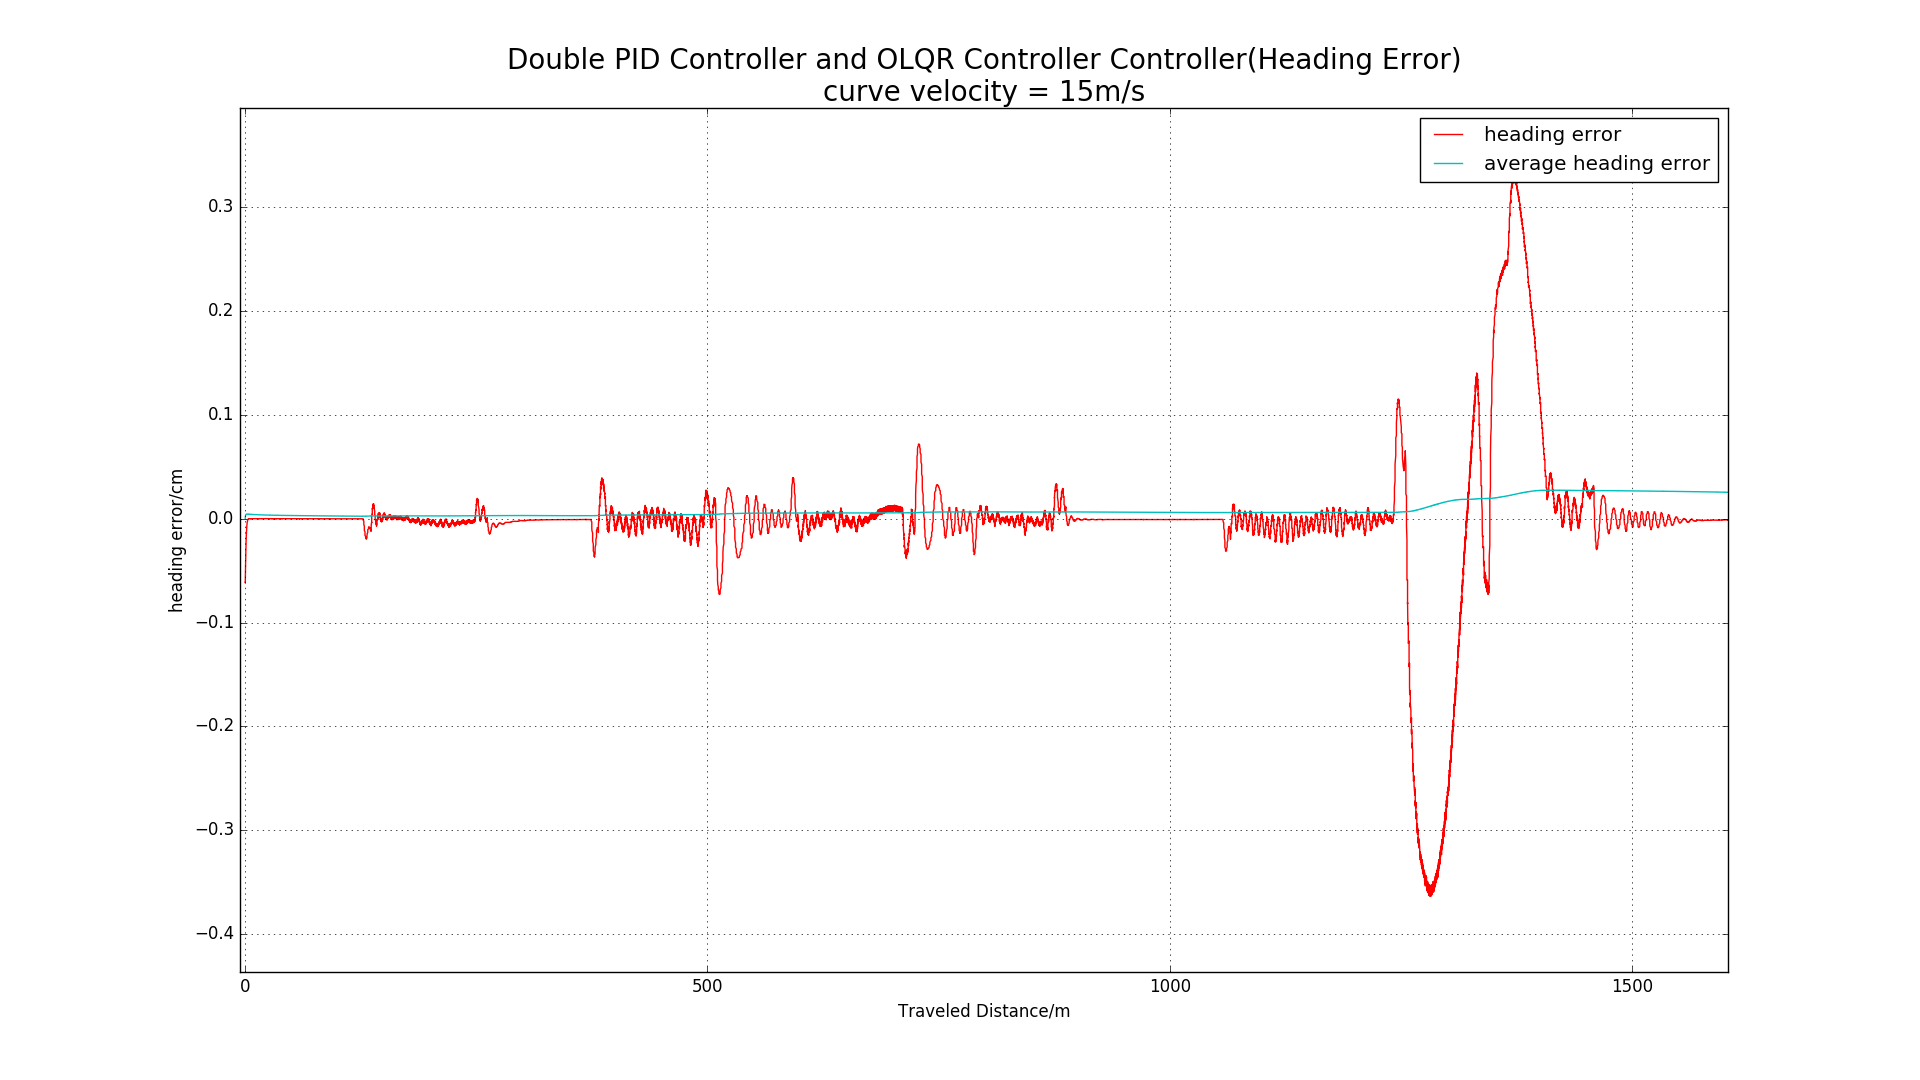 Double PID Controller and OLQR Controller Controller(Heading Error)
curve velocity = 15m/s
heading error
average heading error
0.3
0.2
0.1
0.0
−0.1
−0.2
−0.3
−0.4
heading error/cm
0 500 1000 1500
Traveled Distance/m